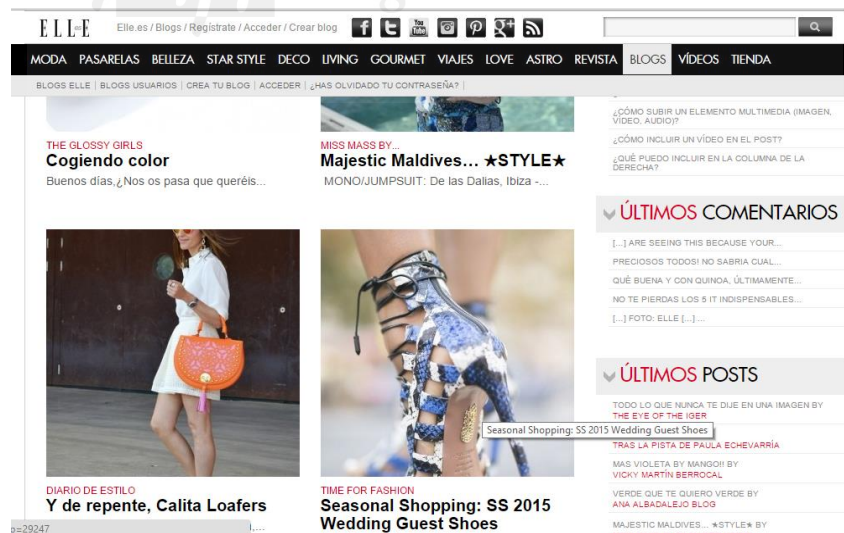 ELLE
Elle.es / Blogs / Regístrate / Acceder / Crear blog
You Tube
MODA PASARELAS BELLEZA STAR STYLE DECO LIVING GOURMET VIAJES LOVE ASTRO REVISTA BLOGS VÍDEOS TIENDA
BLOGS ELLE | BLOGS USUARIOS | CREA TU BLOG | ACCEDER | ¿HAS OLVIDADO TU CONTRASEÑA? |
THE GLOSSY GIRLS
Cogiendo color
Buenos días,¿Nos os pasa que queréis...
MISS MASS BY...
Majestic Maldives... ★STYLE★
MONO/JUMPSUIT: De las Dalias, Ibiza -...
DIARIO DE ESTILO
Y de repente, Calita Loafers
TIME FOR FASHION
Seasonal Shopping: SS 2015
Wedding Guest Shoes
Seasonal Shopping: SS 2015 Wedding Guest Shoes
¿CÓMO SUBIR UN ELEMENTO MULTIMEDIA (IMAGEN,
VIDEO, AUDIO)?
¿CÓMO INCLUIR UN VÍDEO EN EL POST?
¿QUÉ PUEDO INCLUIR EN LA COLUMNA DE LA
DERECHA?
ÚLTIMOS COMENTARIOS
[...] ARE SEEING THIS BECAUSE YOUR...
PRECIOSOS TODOS! NO SABRIA CUAL...
QUÉ BUENA Y CON QUINOA, ÚLTIMAMENTE...
NO TE PIERDAS LOS 5 IT INDISPENSABLES...
[...] FOTO: ELLE [...] ...
ÚLTIMOS POSTS
TODO LO QUE NUNCA TE DIJE EN UNA IMAGEN BY
THE EYE OF THE IGER
TRAS LA PISTA DE PAULA ECHEVARRÍA
MAS VIOLETA BY MANGO!! BY
VICKY MARTÍN BERROCAL
VERDE QUE TE QUIERO VERDE BY
ANA ALBADALEJO BLOG
MAJESTIC MALDIVES... ★STYLE★ BY
p=29247